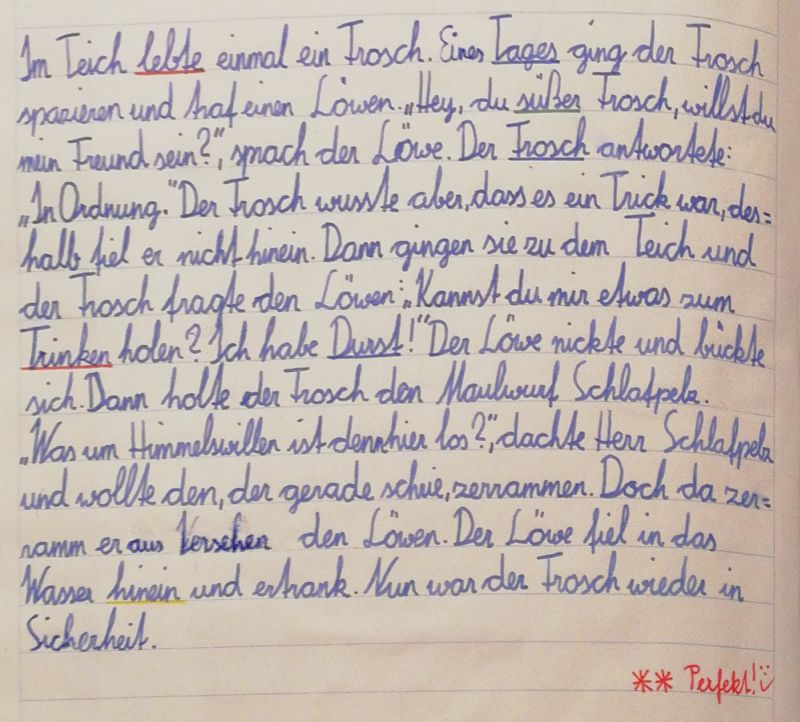 Im Teich lebte einmal ein Frosch. Eines Tages ging der Frosch
spazieren und traf einen Löwen. „Hey, du süßer Frosch, willst du
mein Freund sein?“, sprach der Löwe. Der Frosch antwortete:
„In Ordnung.“ Der Frosch wusste aber, dass es ein Trick war, des=
halb fiel er nicht hinein. Dann gingen sie zu dem Teich und
der Frosch fragte den Löwen: „Kannst du mir etwas zum
Trinken holen? Ich habe Durst!“ Der Löwe nickte und bückte
sich. Dann holte der Frosch den Maulwurf Schlafpelz.
„Was um Himmelswillen ist denn hier los?“, dachte Herr Schlafpelz
und wollte den, der gerade schrie, zerrammen. Doch da zer=
ramm er aus Versehen den Löwen. Der Löwe fiel in das
Wasser hinein und ertrank. Nun war der Frosch wieder in
Sicherheit.
** Perfekt! :)